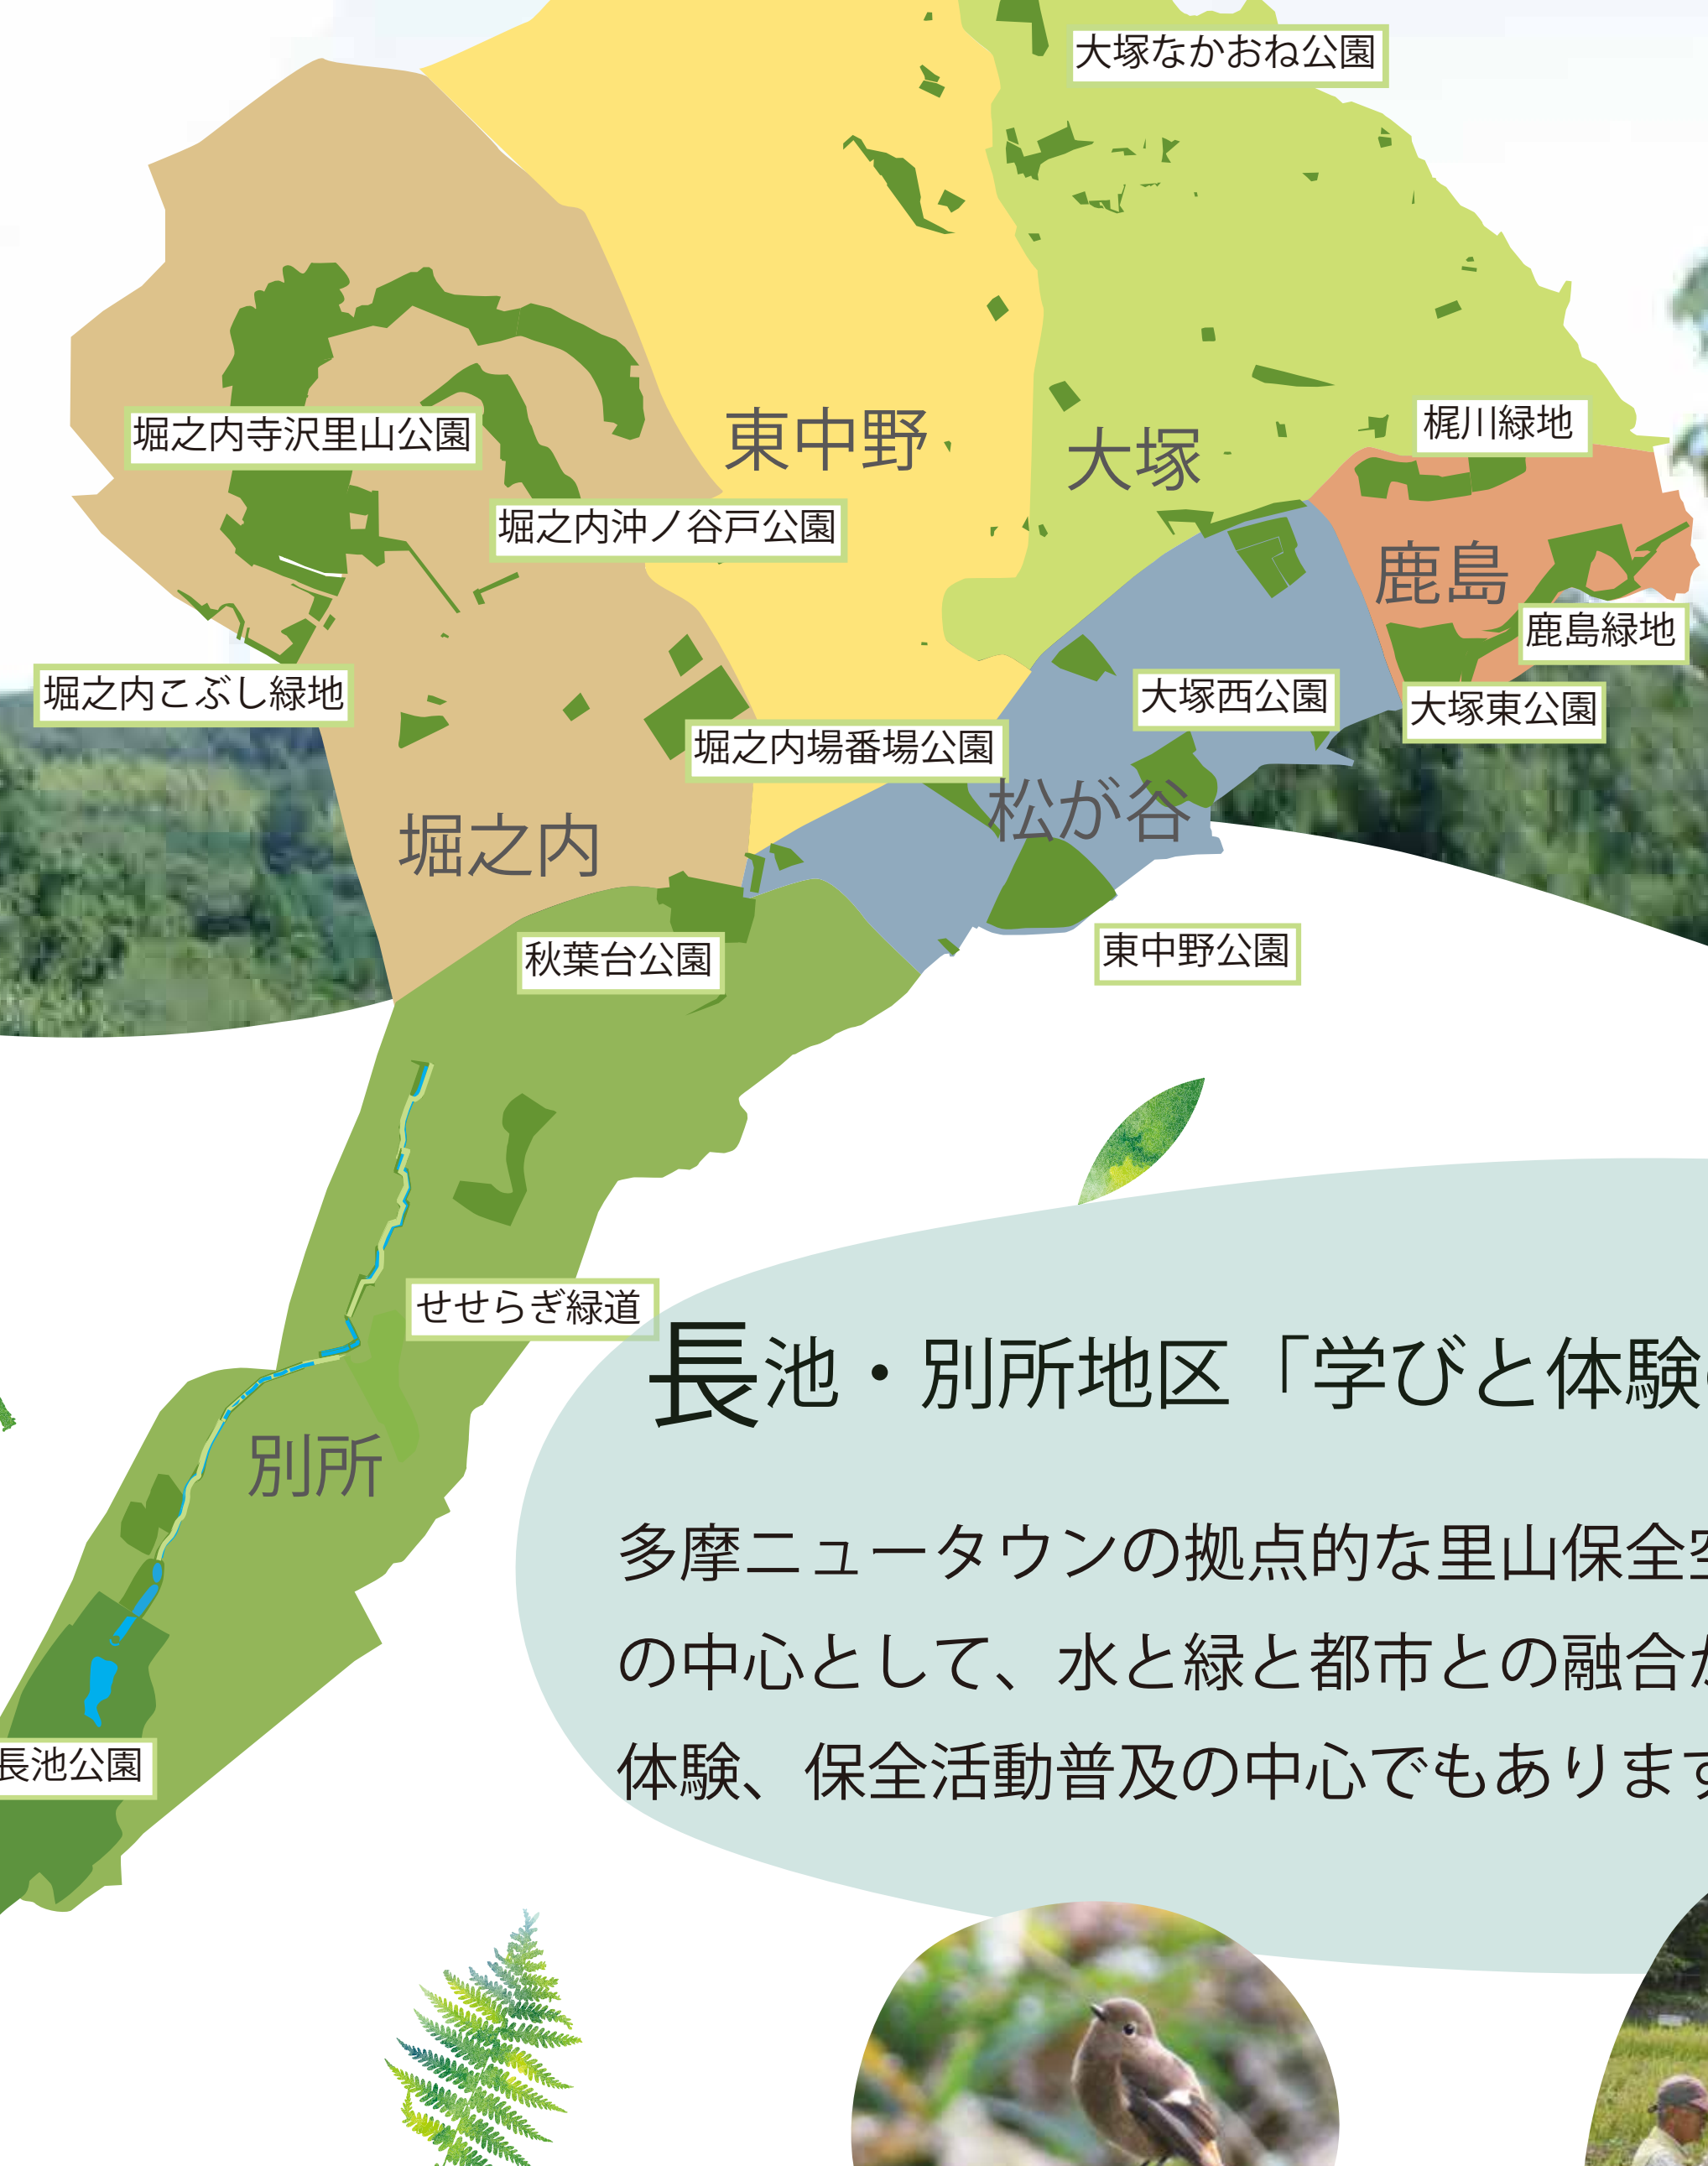 大塚なかおね公園
梶川緑地
堀之内寺沢里山公園
東中野
大塚
堀之内沖ノ谷戸公園
鹿島
鹿島緑地
堀之内こぶし緑地
大塚西公園
大塚東公園
堀之内場番場公園
松が谷
堀之内
秋葉台公園
東中野公園
せせらぎ緑道
長池・別所地区「学びと体験
別所
多摩ニュータウンの拠点的な里山保全
の中心として、水と緑と都市との融合
長池公園
体験、保全活動普及の中心でもあります